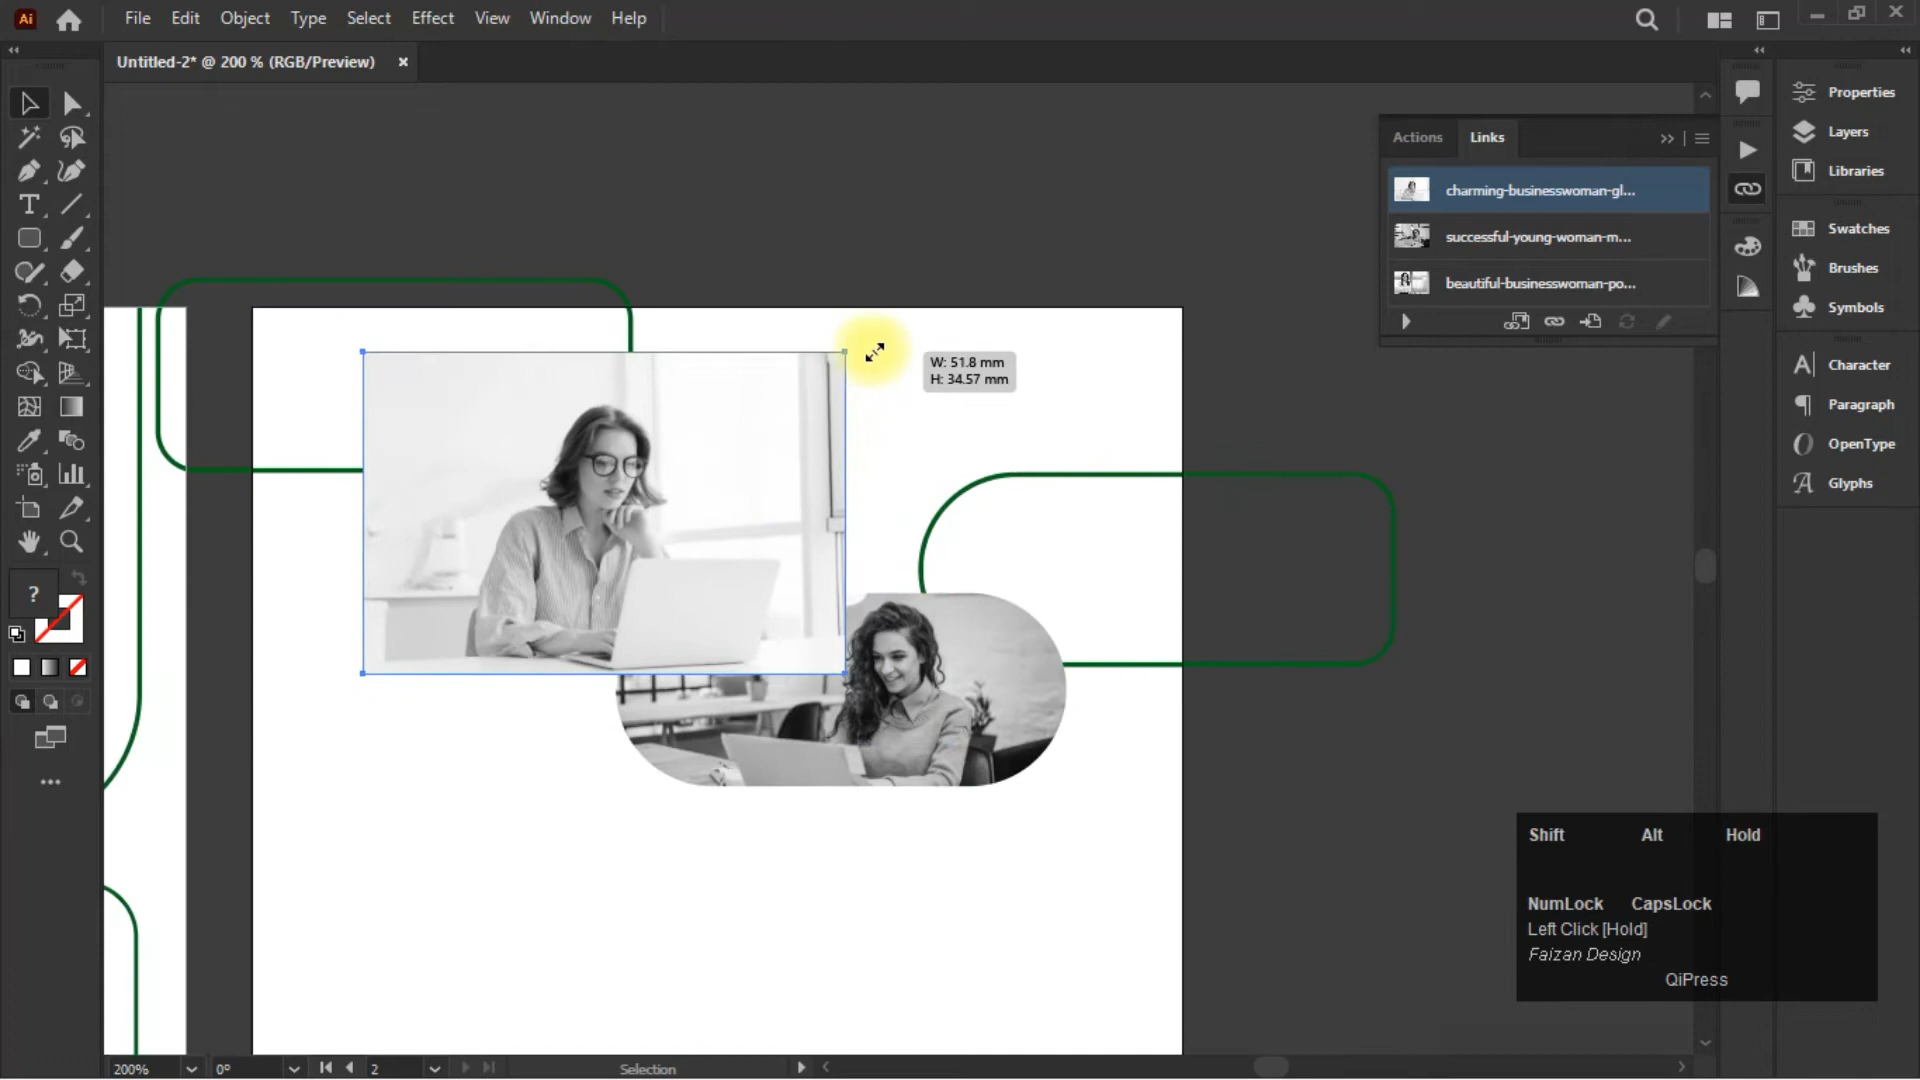 Ai
File Edit Object Type Select Effect View Window Help
Untitled-2* @ 200 % (RGB/Preview) ×
Actions Links
charming-businesswoman-gl...
successful-young-woman-m...
beautiful-businesswoman-po...
Properties
Layers
Libraries
Swatches
Brushes
Symbols
Character
Paragraph
OpenType
Glyphs
W: 51.8 mm
H: 34.57 mm
?
Shift Alt Hold
NumLock CapsLock
Left Click [Hold]
Faizan Design
QiPress
200% 0° 2 Selection